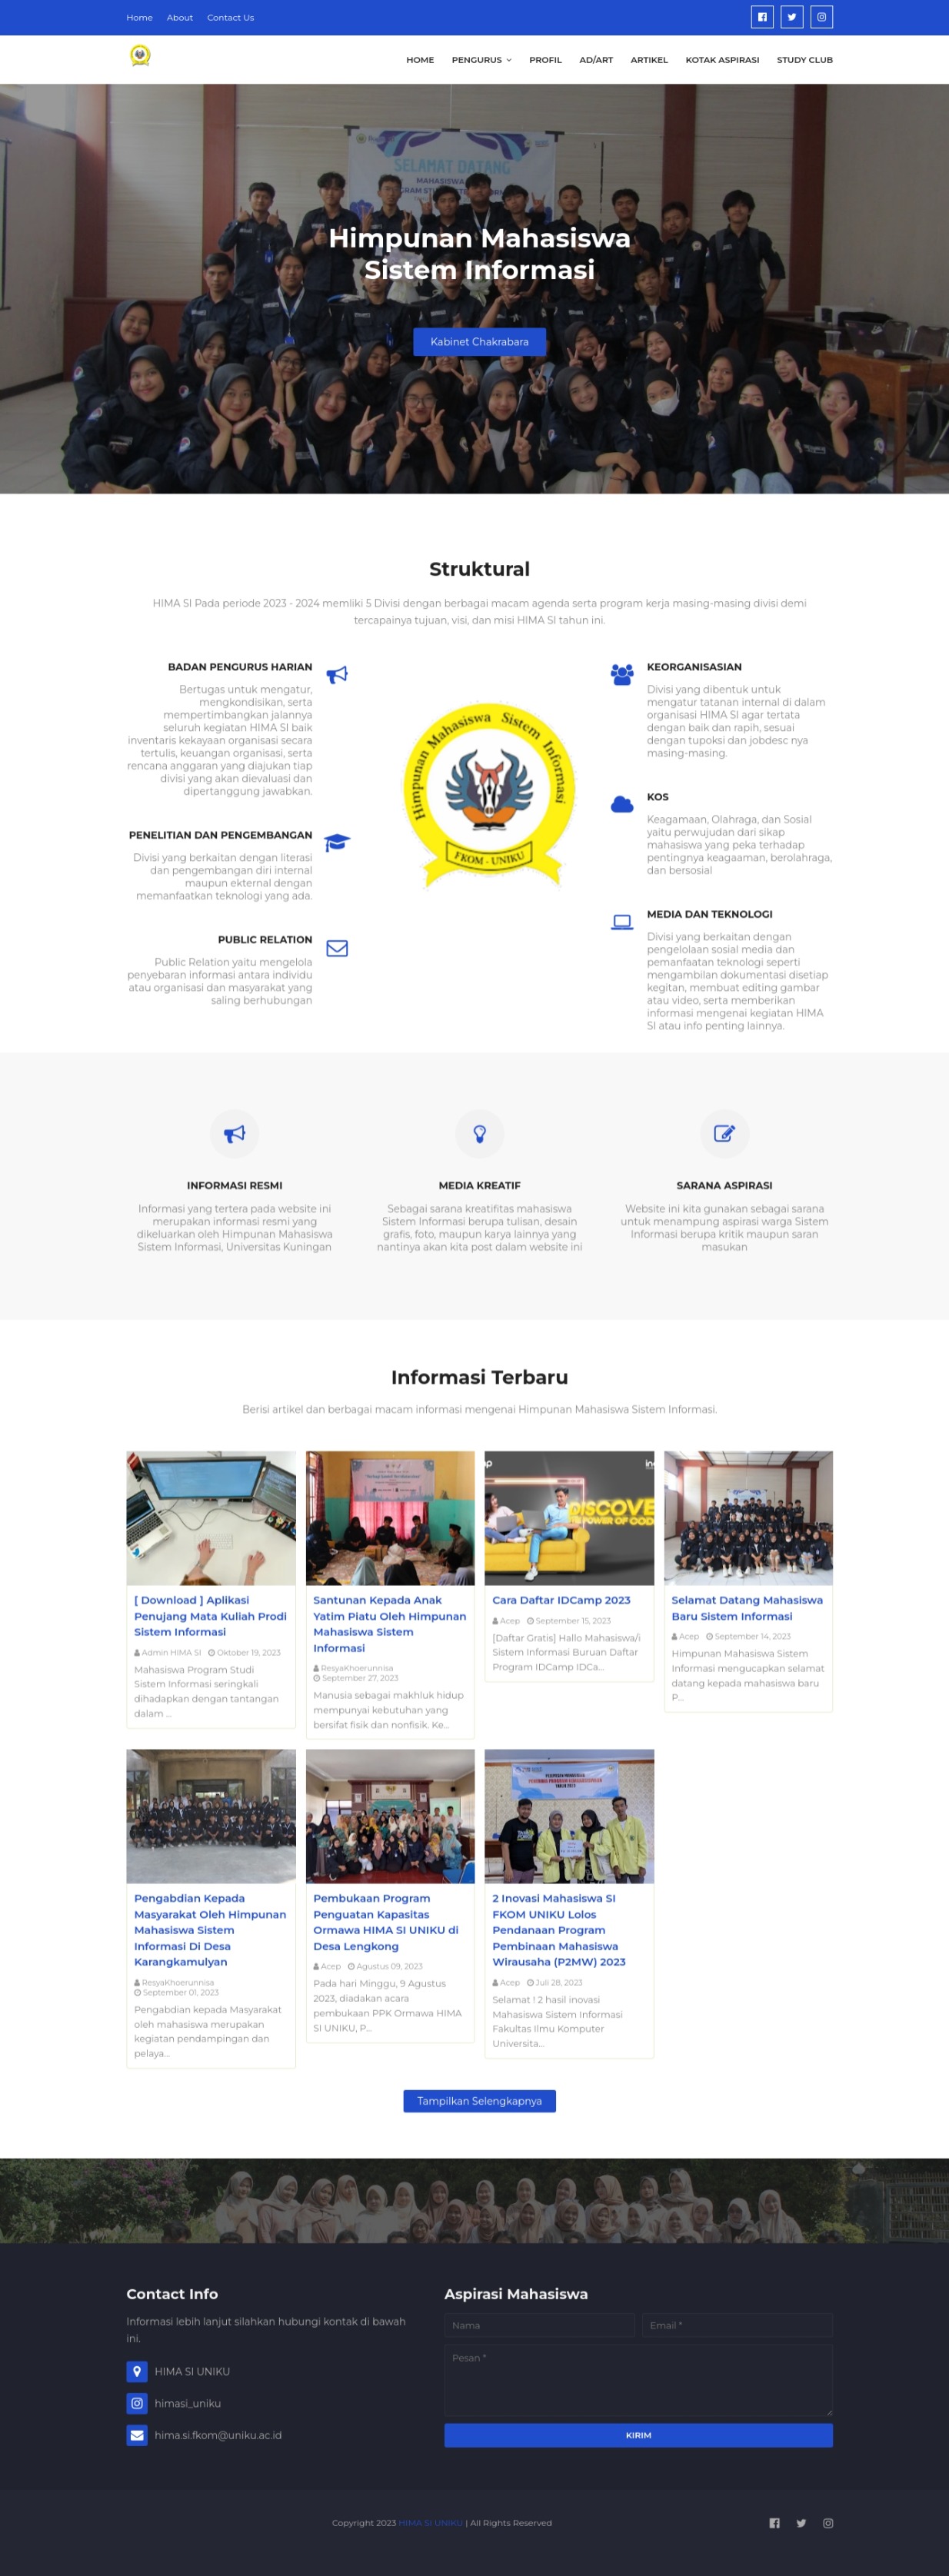 Home About Contact Us
HOME PENGURUS PROFIL AD/ART ARTIKEL KOTAK ASPIRASI STUDY CLUB
SELAMAT DATANG
Himpunan Mahasiswa
Sistem Informasi
Kabinet Chakrabara
Struktural
HIMA SI Pada periode 2023 - 2024 memliki 5 Divisi dengan berbagai macam agenda serta program kerja masing-masing divisi demi
tercapainya tujuan, visi, dan misi HIMA SI tahun ini.
BADAN PENGURUS HARIAN
Bertugas untuk mengatur,
mengkondisikan, serta
mempertimbangkan jalannya
seluruh kegiatan HIMA SI baik
inventaris kekayaan organisasi secara
tertulis, keuangan organisasi, serta
rencana anggaran yang diajukan tiap
divisi yang akan dievaluasi dan
dipertanggung jawabkan.
PENELITIAN DAN PENGEMBANGAN
Divisi yang berkaitan dengan literasi
dan pengembangan diri internal
maupun ekternal dengan
memanfaatkan teknologi yang ada.
PUBLIC RELATION
Public Relation yaitu mengelola
penyebaran informasi antara individu
atau organisasi dan masyarakat yang
saling berhubungan
Himpunan Mahasiswa Sistem Informasi
FKOM - UNIKU
KEORGANISASIAN
Divisi yang dibentuk untuk
mengatur tatanan internal di dalam
organisasi HIMA SI agar tertata
dengan baik dan rapih, sesuai
dengan tupoksi dan jobdesc nya
masing-masing.
KOS
Keagamaan, Olahraga, dan Sosial
yaitu perwujudan dari sikap
mahasiswa yang peka terhadap
pentingnya keagaaman, berolahraga,
dan bersosial
MEDIA DAN TEKNOLOGI
Divisi yang berkaitan dengan
pengelolaan sosial media dan
pemanfaatan teknologi seperti
mengambilan dokumentasi disetiap
kegitan, membuat editing gambar
atau video, serta memberikan
informasi mengenai kegiatan HIMA
SI atau info penting lainnya.
INFORMASI RESMI
Informasi yang tertera pada website ini
merupakan informasi resmi yang
dikeluarkan oleh Himpunan Mahasiswa
Sistem Informasi, Universitas Kuningan
MEDIA KREATIF
Sebagai sarana kreatifitas mahasiswa
Sistem Informasi berupa tulisan, desain
grafis, foto, maupun karya lainnya yang
nantinya akan kita post dalam website ini
SARANA ASPIRASI
Website ini kita gunakan sebagai sarana
untuk menampung aspirasi warga Sistem
Informasi berupa kritik maupun saran
masukan
Informasi Terbaru
Berisi artikel dan berbagai macam informasi mengenai Himpunan Mahasiswa Sistem Informasi.
[ Download ] Aplikasi
Penujang Mata Kuliah Prodi
Sistem Informasi
Admin HIMA SI Oktober 19, 2023
Mahasiswa Program Studi
Sistem Informasi seringkali
dihadapkan dengan tantangan
dalam ...
Santunan Kepada Anak
Yatim Piatu Oleh Himpunan
Mahasiswa Sistem
Informasi
ResyaKhoerunnisa
September 27, 2023
Manusia sebagai makhluk hidup
mempunyai kebutuhan yang
bersifat fisik dan nonfisik. Ke...
DISCOVE
POWER OF CODI
Cara Daftar IDCamp 2023
Acep September 15, 2023
[Daftar Gratis] Hallo Mahasiswa/i
Sistem Informasi Buruan Daftar
Program IDCamp IDCa...
Selamat Datang Mahasiswa
Baru Sistem Informasi
Acep September 14, 2023
Himpunan Mahasiswa Sistem
Informasi mengucapkan selamat
datang kepada mahasiswa baru
P...
Pengabdian Kepada
Masyarakat Oleh Himpunan
Mahasiswa Sistem
Informasi Di Desa
Karangkamulyan
ResyaKhoerunnisa
September 01, 2023
Pengabdian kepada Masyarakat
oleh mahasiswa merupakan
kegiatan pendampingan dan
pelaya...
Pembukaan Program
Penguatan Kapasitas
Ormawa HIMA SI UNIKU di
Desa Lengkong
Acep Agustus 09, 2023
Pada hari Minggu, 9 Agustus
2023, diadakan acara
pembukaan PPK Ormawa HIMA
SI UNIKU, P...
2 Inovasi Mahasiswa SI
FKOM UNIKU Lolos
Pendanaan Program
Pembinaan Mahasiswa
Wirausaha (P2MW) 2023
Acep Juli 28, 2023
Selamat ! 2 hasil inovasi
Mahasiswa Sistem Informasi
Fakultas Ilmu Komputer
Universita...
Tampilkan Selengkapnya
Contact Info
Informasi lebih lanjut silahkan hubungi kontak di bawah
ini.
HIMA SI UNIKU
himasi_uniku
hima.si.fkom@uniku.ac.id
Aspirasi Mahasiswa
Nama Email *
Pesan *
KIRIM
Copyright 2023 HIMA SI UNIKU | All Rights Reserved